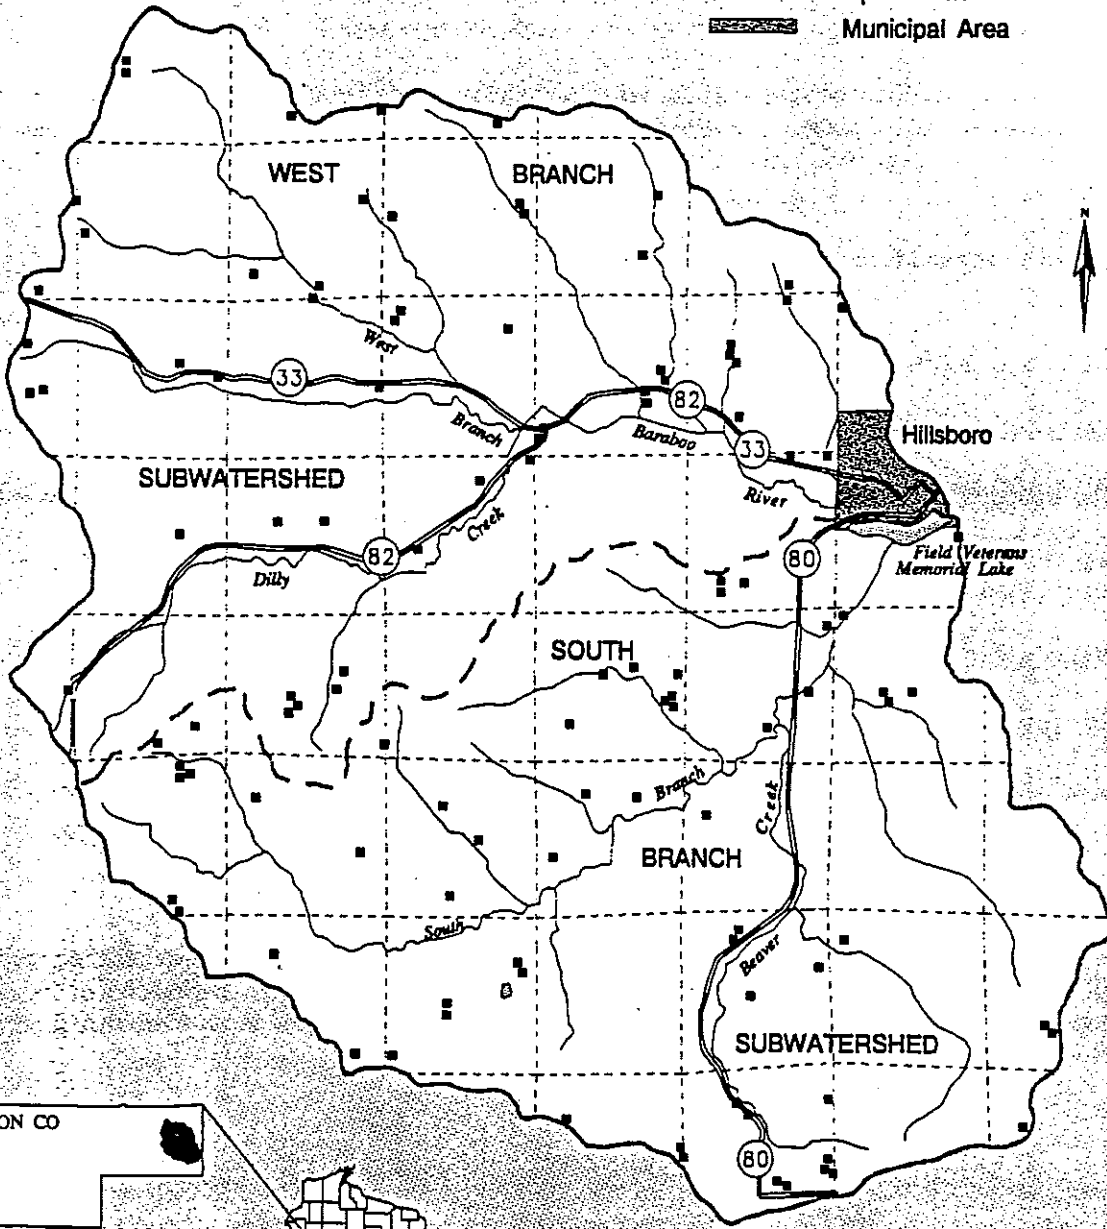 Municipal Area
WEST BRANCH
N
West
33
82
Branch
Baraboo
Hillsboro
33
SUBWATERSHED
River
Creek
82
80
Field Veterans
Memorial Lake
Dilly
SOUTH
Branch
Creek
BRANCH
South
Beaver
SUBWATERSHED
ON CO
80